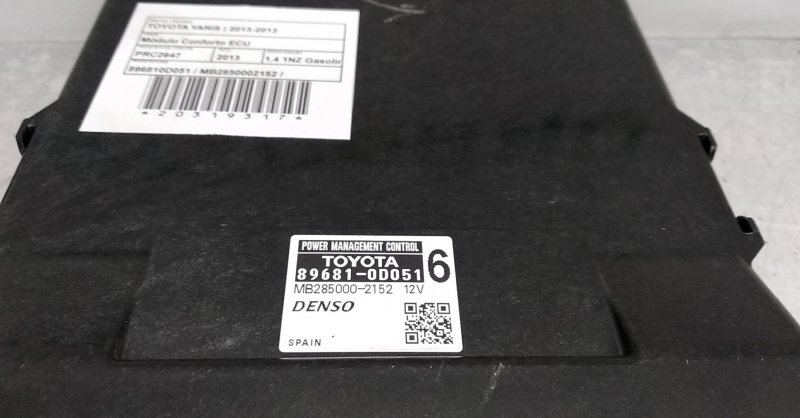 TOYOTA YARIS | 2013-2013
Módulo Conforto ECU
PRC2647 2013 1.4 1NZ Gasolin
896810D051 / MB2850002152 /
*20319317*
POWER MANAGEMENT CONTROL
TOYOTA 6
89681-0D051
MB285000-2152 12V
DENSO
SPAIN